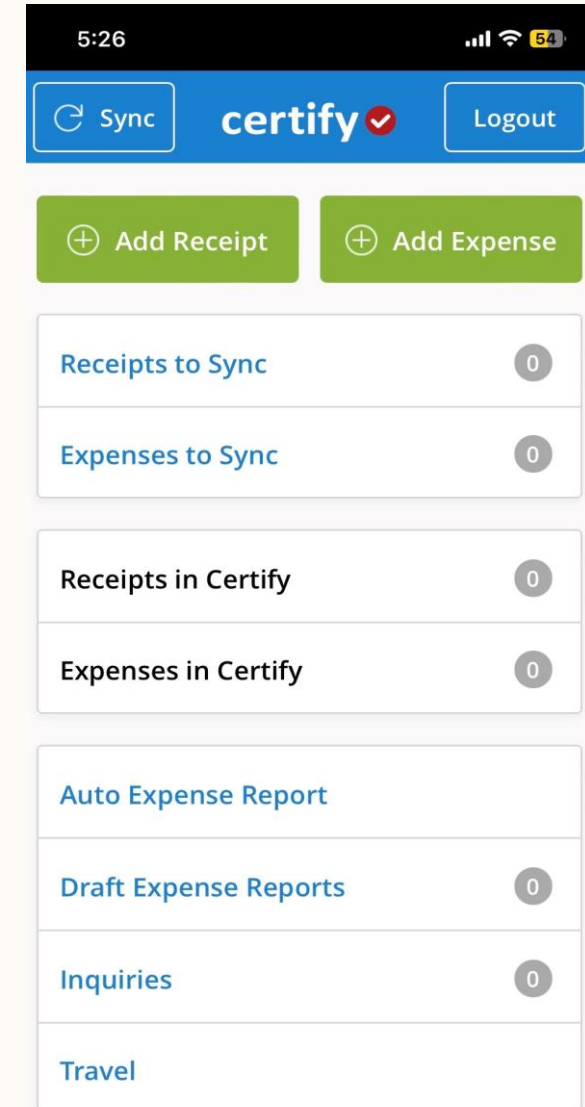 5:26 54
Sync certify Logout
Add Receipt Add Expense
Receipts to Sync 0
Expenses to Sync 0
Receipts in Certify 0
Expenses in Certify 0
Auto Expense Report
Draft Expense Reports 0
Inquiries 0
Travel